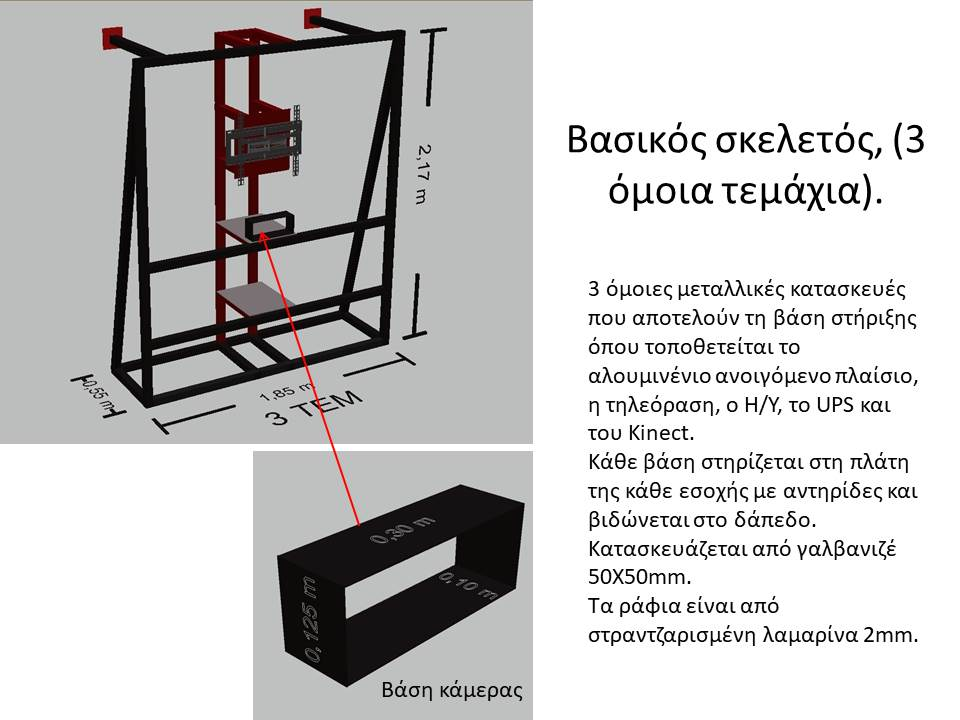 Βασικός σκελετός, (3
όμοια τεμάχια).
3 όμοιες μεταλλικές κατασκευές
που αποτελούν τη βάση στήριξης
όπου τοποθετείται το
αλουμινένιο ανοιγόμενο πλαίσιο,
η τηλεόραση, ο Η/Υ, το UPS και
του Kinect.
Κάθε βάση στηρίζεται στη πλάτη
της κάθε εσοχής με αντηρίδες και
βιδώνεται στο δάπεδο.
Κατασκευάζεται από γαλβανιζέ
50X50mm.
Τα ράφια είναι από
στραντζαρισμένη λαμαρίνα 2mm.
2,17 m
0,55 m
1,85 m
3 ΤΕΜ
0,30 m
0,10 m
0,125 m
Βάση κάμερας